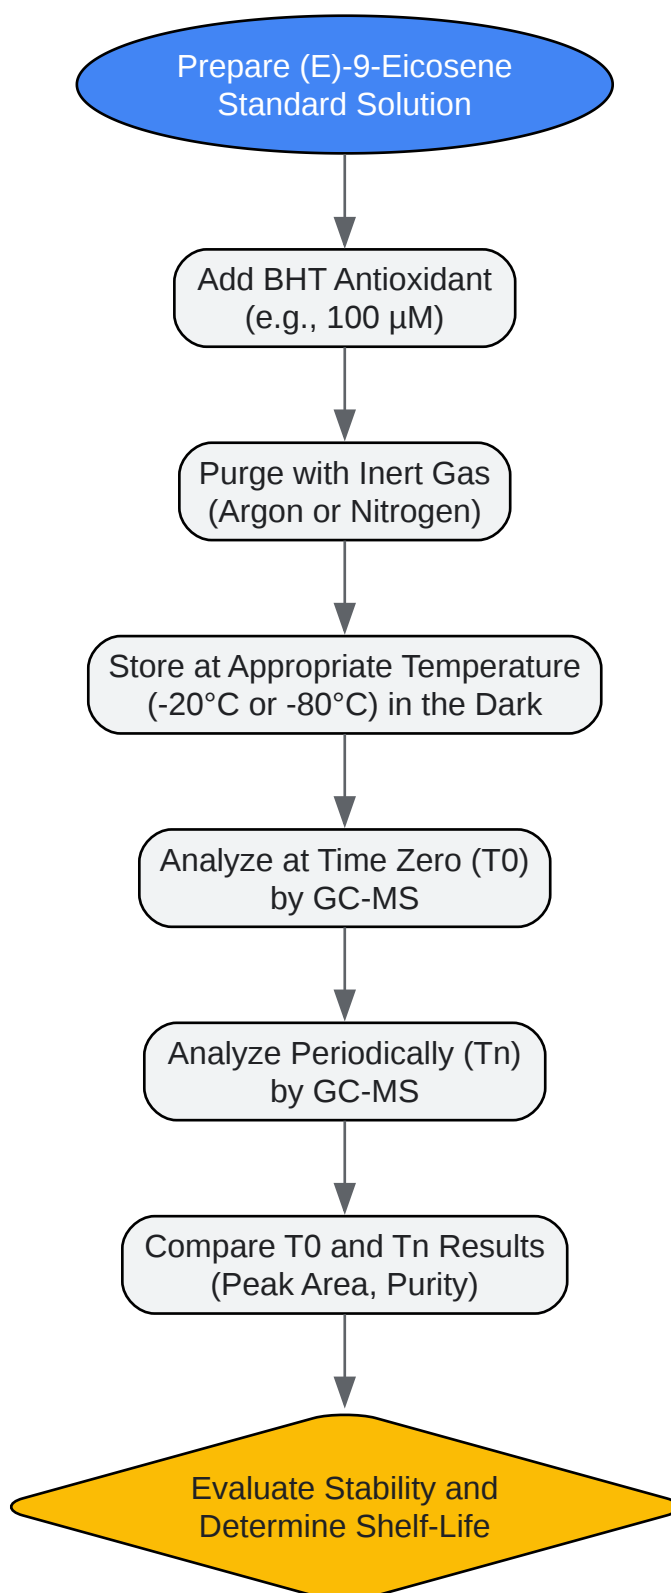 Prepare (E)-9-Eicosene
Standard Solution
Add BHT Antioxidant
(e.g., 100 µM)
Purge with Inert Gas
(Argon or Nitrogen)
Store at Appropriate Temperature
(-20°C or -80°C) in the Dark
Analyze at Time Zero (T0)
by GC-MS
Analyze Periodically (Tn)
by GC-MS
Compare T0 and Tn Results
(Peak Area, Purity)
Evaluate Stability and
Determine Shelf-Life